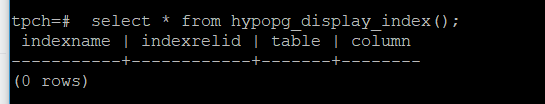 tpch=#  select * from hypopg_display_index();
 indexname | indexrelid | table | column
-----------+------------+-------+--------
(0 rows)